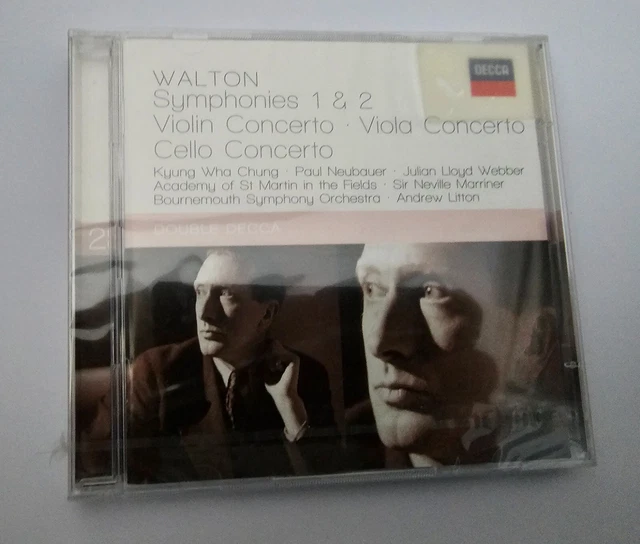 WALTON
Symphonies 1 & 2
Violin Concerto · Viola Concerto
Cello Concerto
Kyung Wha Chung · Paul Neubauer · Julian Lloyd Webber
Academy of St Martin in the Fields · Sir Neville Marriner
Bournemouth Symphony Orchestra · Andrew Litton
DECCA
DOUBLE DECCA
2
2